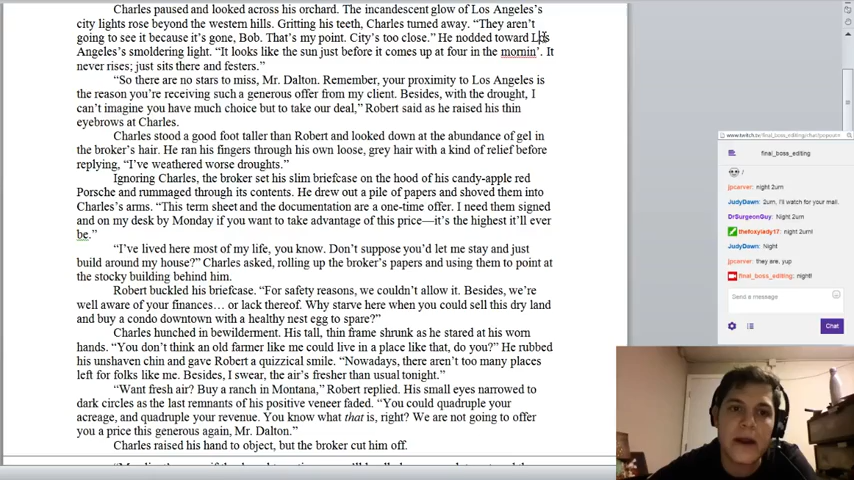 Charles paused and looked across his orchard. The incandescent glow of Los Angeles's
city lights rose beyond the western hills. Gritting his teeth, Charles turned away. “They aren't
going to see it because it's gone, Bob. That's my point. City's too close.” He nodded toward Los
Angeles's smoldering light. “It looks like the sun just before it comes up at four in the mornin'. It
never rises; just sits there and festers.”
“So there are no stars to miss, Mr. Dalton. Remember, your proximity to Los Angeles is
the reason you're receiving such a generous offer from my company. Besides, with the drought, I
can't imagine you have much choice but to take our deal,” Robert said as he raised his thin
eyebrows at Charles.
Charles stood a good foot taller than Robert and looked down at the abundance of gel in
the broker's hair. He ran his fingers through his own loose, grey hair with a kind of relief before
replying, “I've weathered worse droughts.”
Ignoring Charles, the broker set his slim briefcase on the hood of his candy-apple red
Porsche and rummaged through its contents. He drew out a pile of papers and shoved them into
Charles's arms. “This term sheet and the documentation are a one-time offer. I need them signed
and on my desk by Monday if you want to take advantage of this price—it's the highest it'll ever
be.”
“I've lived here most of my life, you know. Don't suppose you'd let me stay and just
build around my house?” Charles asked, rolling up the broker's papers and using them to point at
the stocky building behind him.
Robert buckled his briefcase. “For safety reasons, we couldn't allow it. Besides, we're
well aware of your finances… or lack thereof. Why starve here when you could sell this dry land
and buy a condo downtown with a healthy nest egg to spare?”
Charles hunched in bewilderment. His tall, thin frame shrunk as he stared at his worn
hands. “You don't think an old farmer like me could live in a place like that, do you?” He rubbed
his unshaven chin and gave Robert a quizzical smile. “Nowadays, there aren't too many places
left for folks like me. Besides, I swear, the air's fresher than usual tonight.”
“Want fresh air? Buy a ranch in Montana,” Robert replied. His small eyes narrowed to
dark circles as the last remnants of his positive veneer faded. “You could quadruple your
acreage, and quadruple your revenue. You know what that is, right? We are not going to offer
you a price this generous again, Mr. Dalton.”
Charles raised his hand to object, but the broker cut him off.
final_boss_editing
jpcarver: night 2urn
JudyDawn: 2urn, I'll watch for your mail.
DrSurgeonGuy: Night 2urn
thefoxylady17: night 2urn!
JudyDawn: Night
jpcarver: they are, yup
final_boss_editing: night!
Send a message
Chat